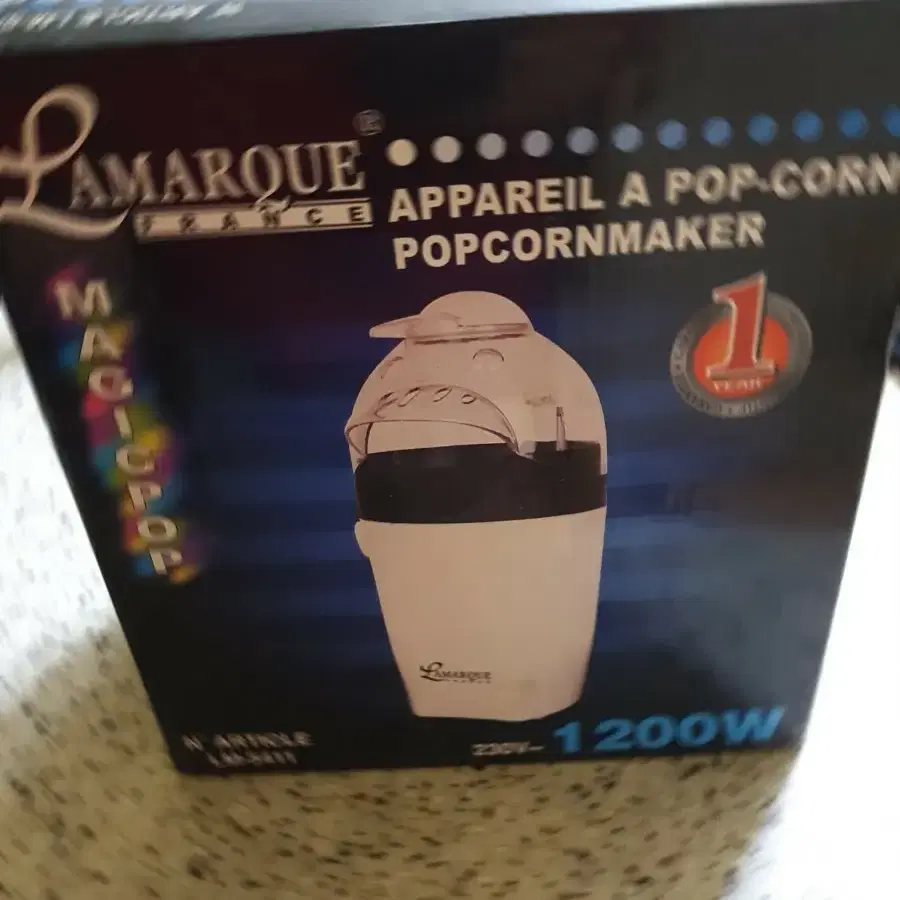 LAMARQUE®
FRANCE
APPAREIL A POP-CORN
POPCORNMAKER
MAGICPOP
1
YEAR
LAMARQUE
N° ARTICLE
230V~ 1200W